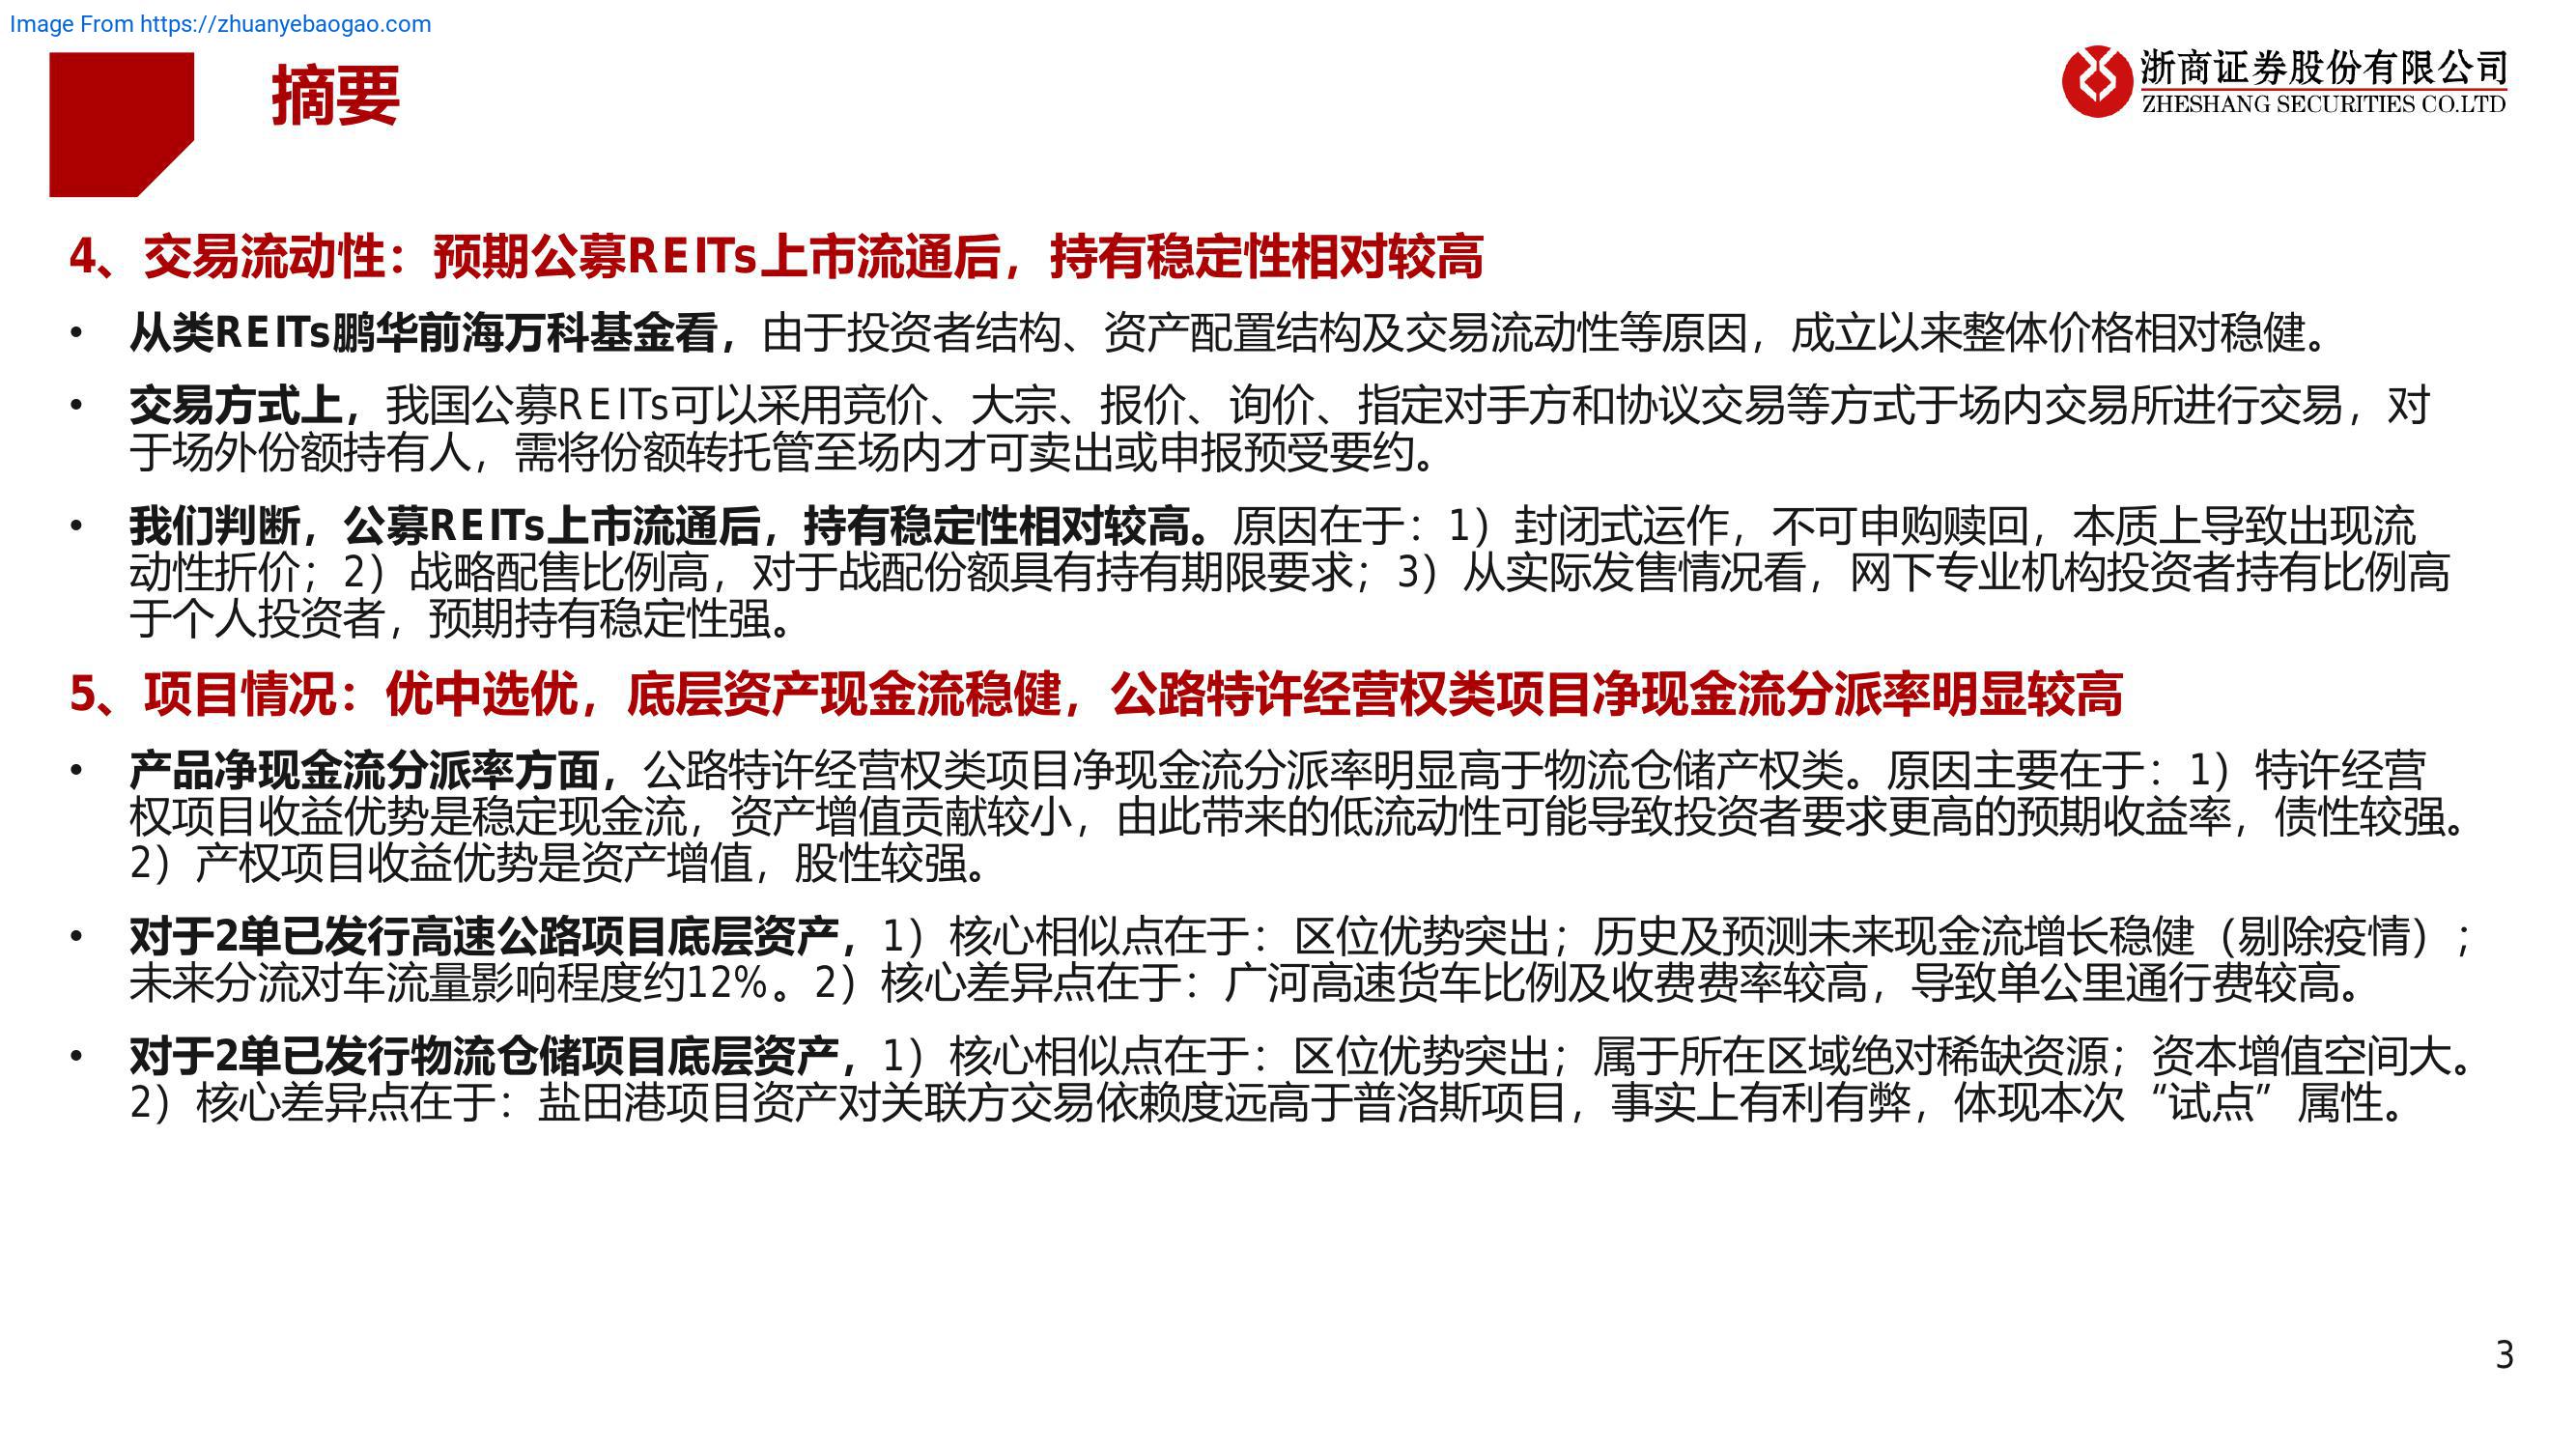 Image From https://zhuanyebaogao.com
摘要
浙商证券股份有限公司
ZHESHANG SECURITIES CO.LTD
4、交易流动性：预期公募REITs上市流通后，持有稳定性相对较高
• 从类REITs鹏华前海万科基金看，由于投资者结构、资产配置结构及交易流动性等原因，成立以来整体价格相对稳健。
• 交易方式上，我国公募REITs可以采用竞价、大宗、报价、询价、指定对手方和协议交易等方式于场内交易所进行交易，对
于场外份额持有人，需将份额转托管至场内才可卖出或申报预受要约。
• 我们判断，公募REITs上市流通后，持有稳定性相对较高。原因在于：1）封闭式运作，不可申购赎回，本质上导致出现流
动性折价；2）战略配售比例高，对于战配份额具有持有期限要求；3）从实际发售情况看，网下专业机构投资者持有比例高
于个人投资者，预期持有稳定性强。
5、项目情况：优中选优，底层资产现金流稳健，公路特许经营权类项目净现金流分派率明显较高
• 产品净现金流分派率方面，公路特许经营权类项目净现金流分派率明显高于物流仓储产权类。原因主要在于：1）特许经营
权项目收益优势是稳定现金流，资产增值贡献较小，由此带来的低流动性可能导致投资者要求更高的预期收益率，债性较强。
2）产权项目收益优势是资产增值，股性较强。
• 对于2单已发行高速公路项目底层资产，1）核心相似点在于：区位优势突出；历史及预测未来现金流增长稳健（剔除疫情）；
未来分流对车流量影响程度约12%。2）核心差异点在于：广河高速货车比例及收费费率较高，导致单公里通行费较高。
• 对于2单已发行物流仓储项目底层资产，1）核心相似点在于：区位优势突出；属于所在区域绝对稀缺资源；资本增值空间大。
2）核心差异点在于：盐田港项目资产对关联方交易依赖度远高于普洛斯项目，事实上有利有弊，体现本次“试点”属性。
3